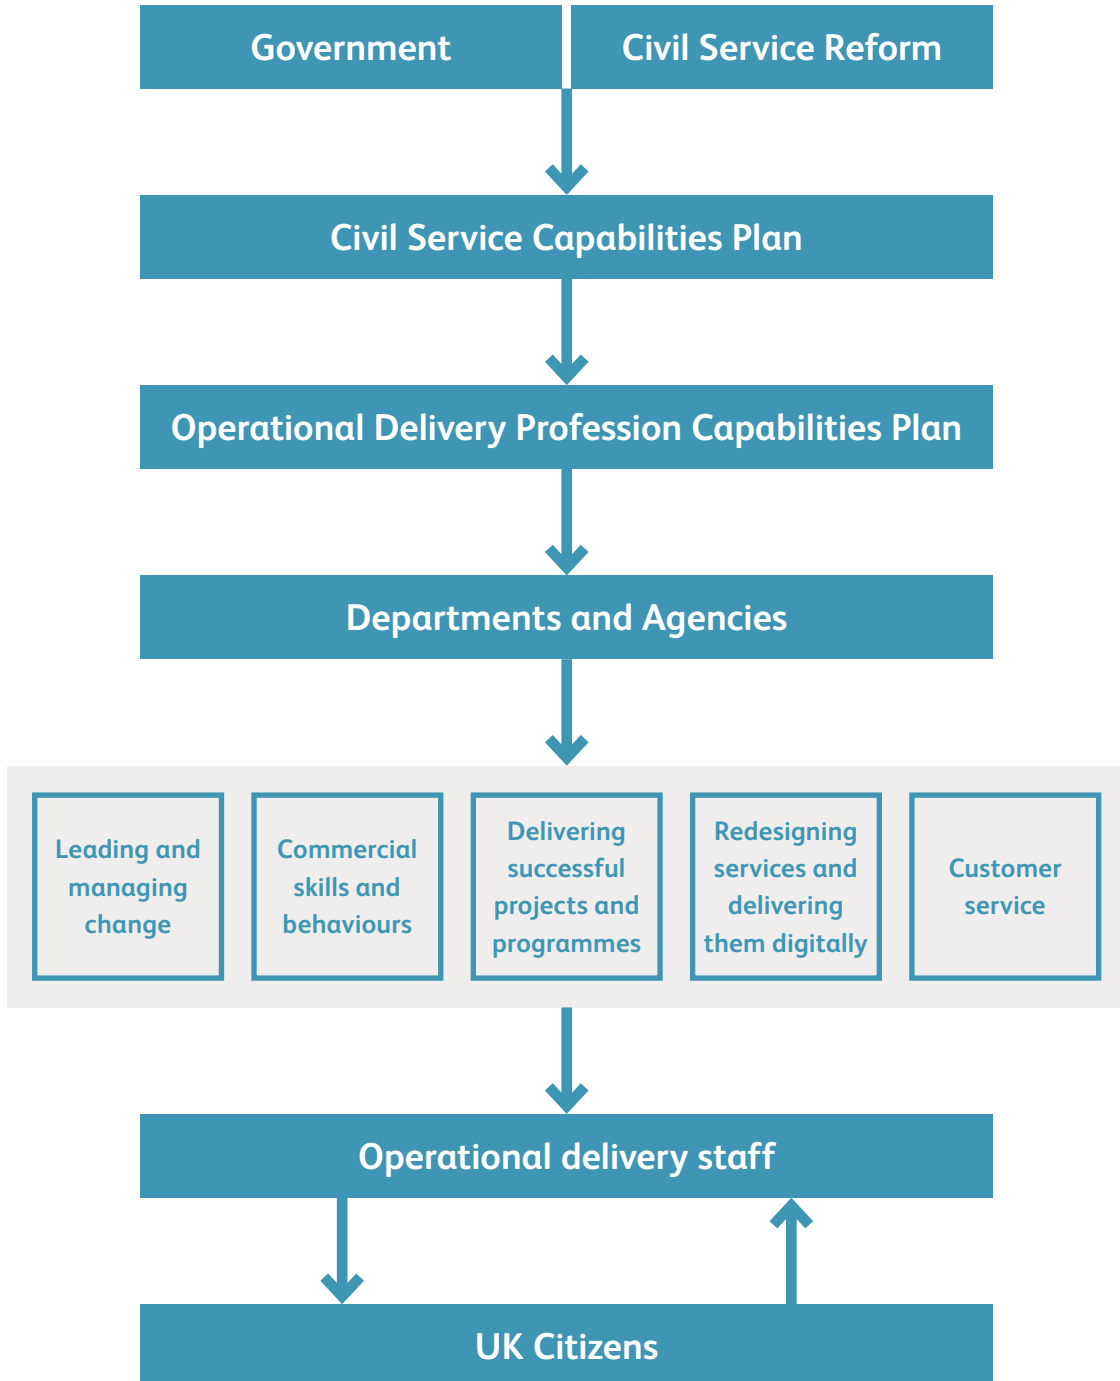 Government
Civil Service Reform
Civil Service Capabilities Plan
Operational Delivery Profession Capabilities Plan
Departments and Agencies
Leading and
managing
change
Commercial
skills and
behaviours
Delivering
successful
projects and
programmes
Redesigning
services and
delivering
them digitally
Customer
service
Operational delivery staff
UK Citizens